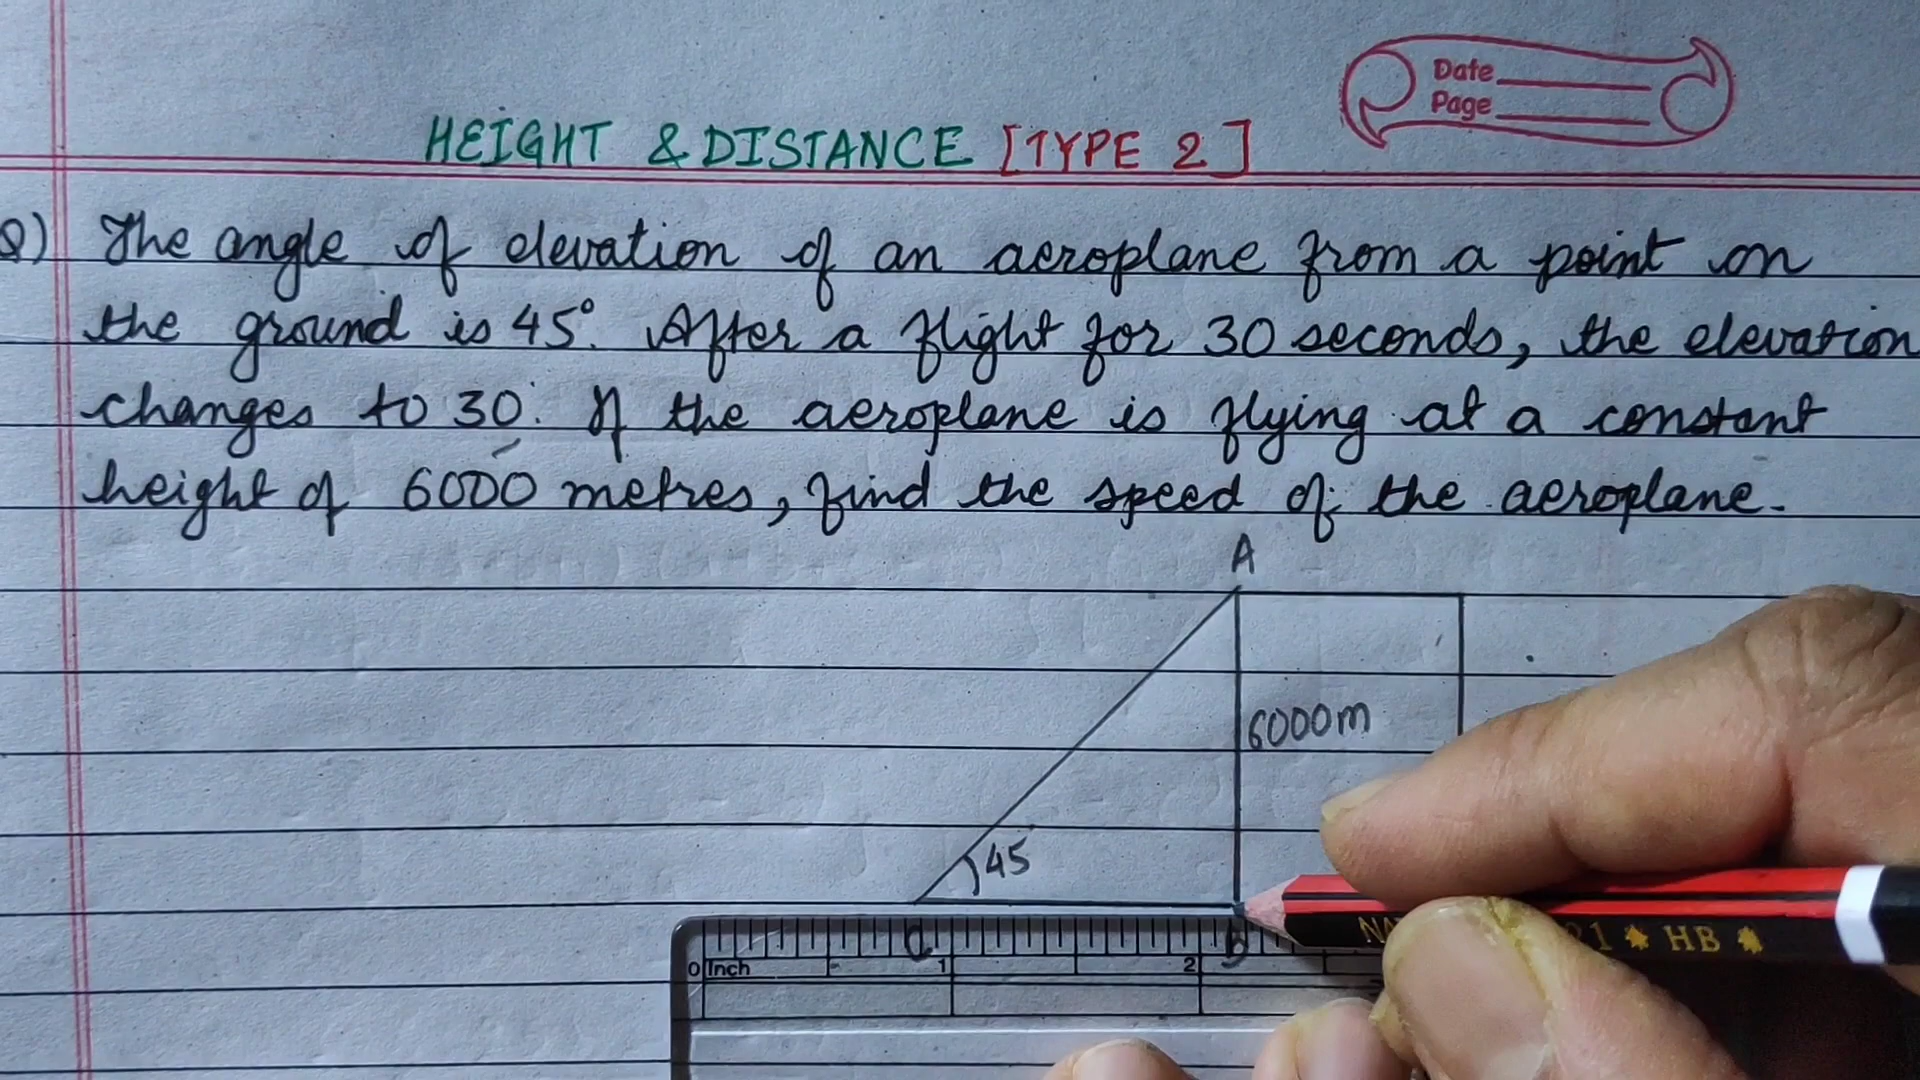 Date
Page
HEIGHT & DISTANCE [TYPE 2]
Q) The angle of elevation of an aeroplane from a point on
the ground is 45°. After a flight for 30 seconds, the elevation
changes to 30°. If the aeroplane is flying at a constant
height of 6000 metres, find the speed of the aeroplane.
A
6000m
45
C B
0 Inch 1 2
21 HB